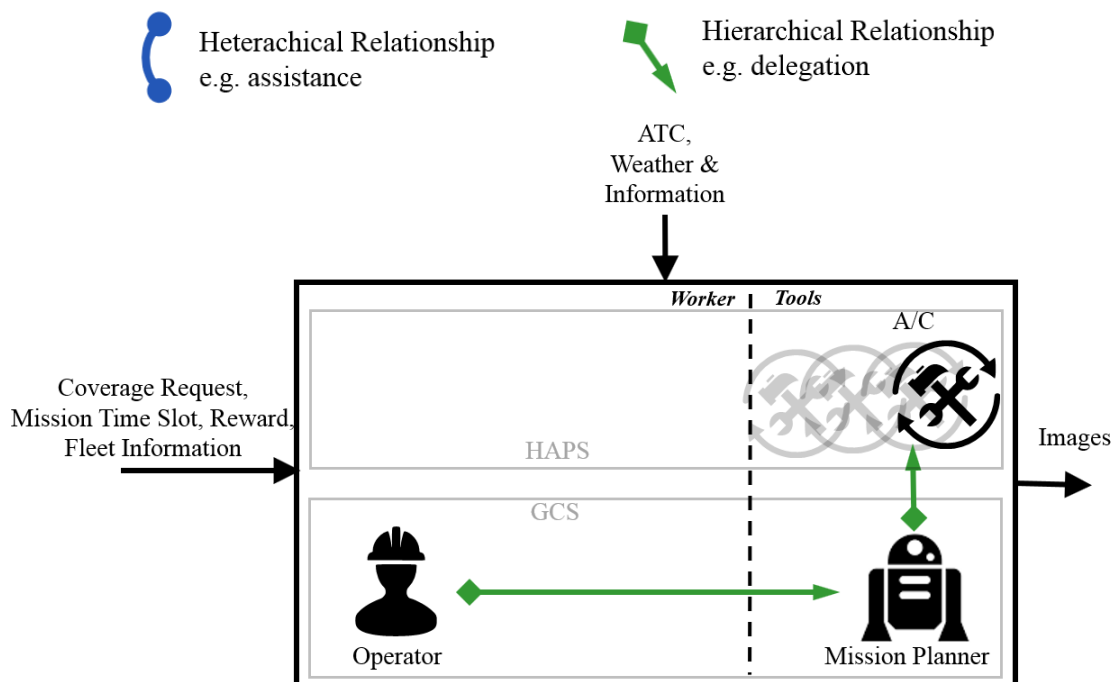 Heterachical Relationship
e.g. assistance
Hierarchical Relationship
e.g. delegation
ATC,
Weather &
Information
Worker
Tools
A/C
Coverage Request,
Mission Time Slot, Reward,
Fleet Information
HAPS
Images
GCS
Operator
Mission Planner